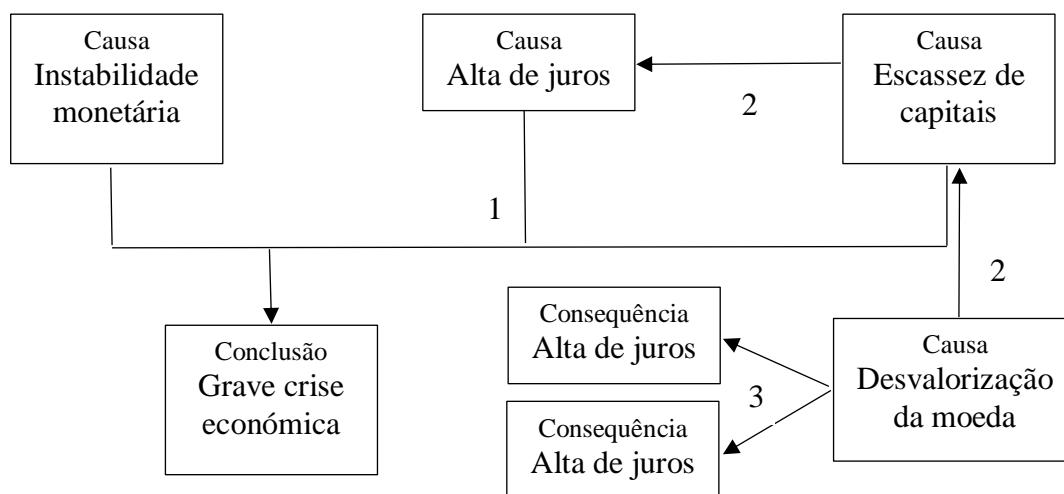 Causa
Instabilidade
monetária
Causa
Alta de juros
Causa
Escassez de
capitais
2
1
2
Conclusão
Grave crise
económica
Consequência
Alta de juros
3
Consequência
Alta de juros
Causa
Desvalorização
da moeda